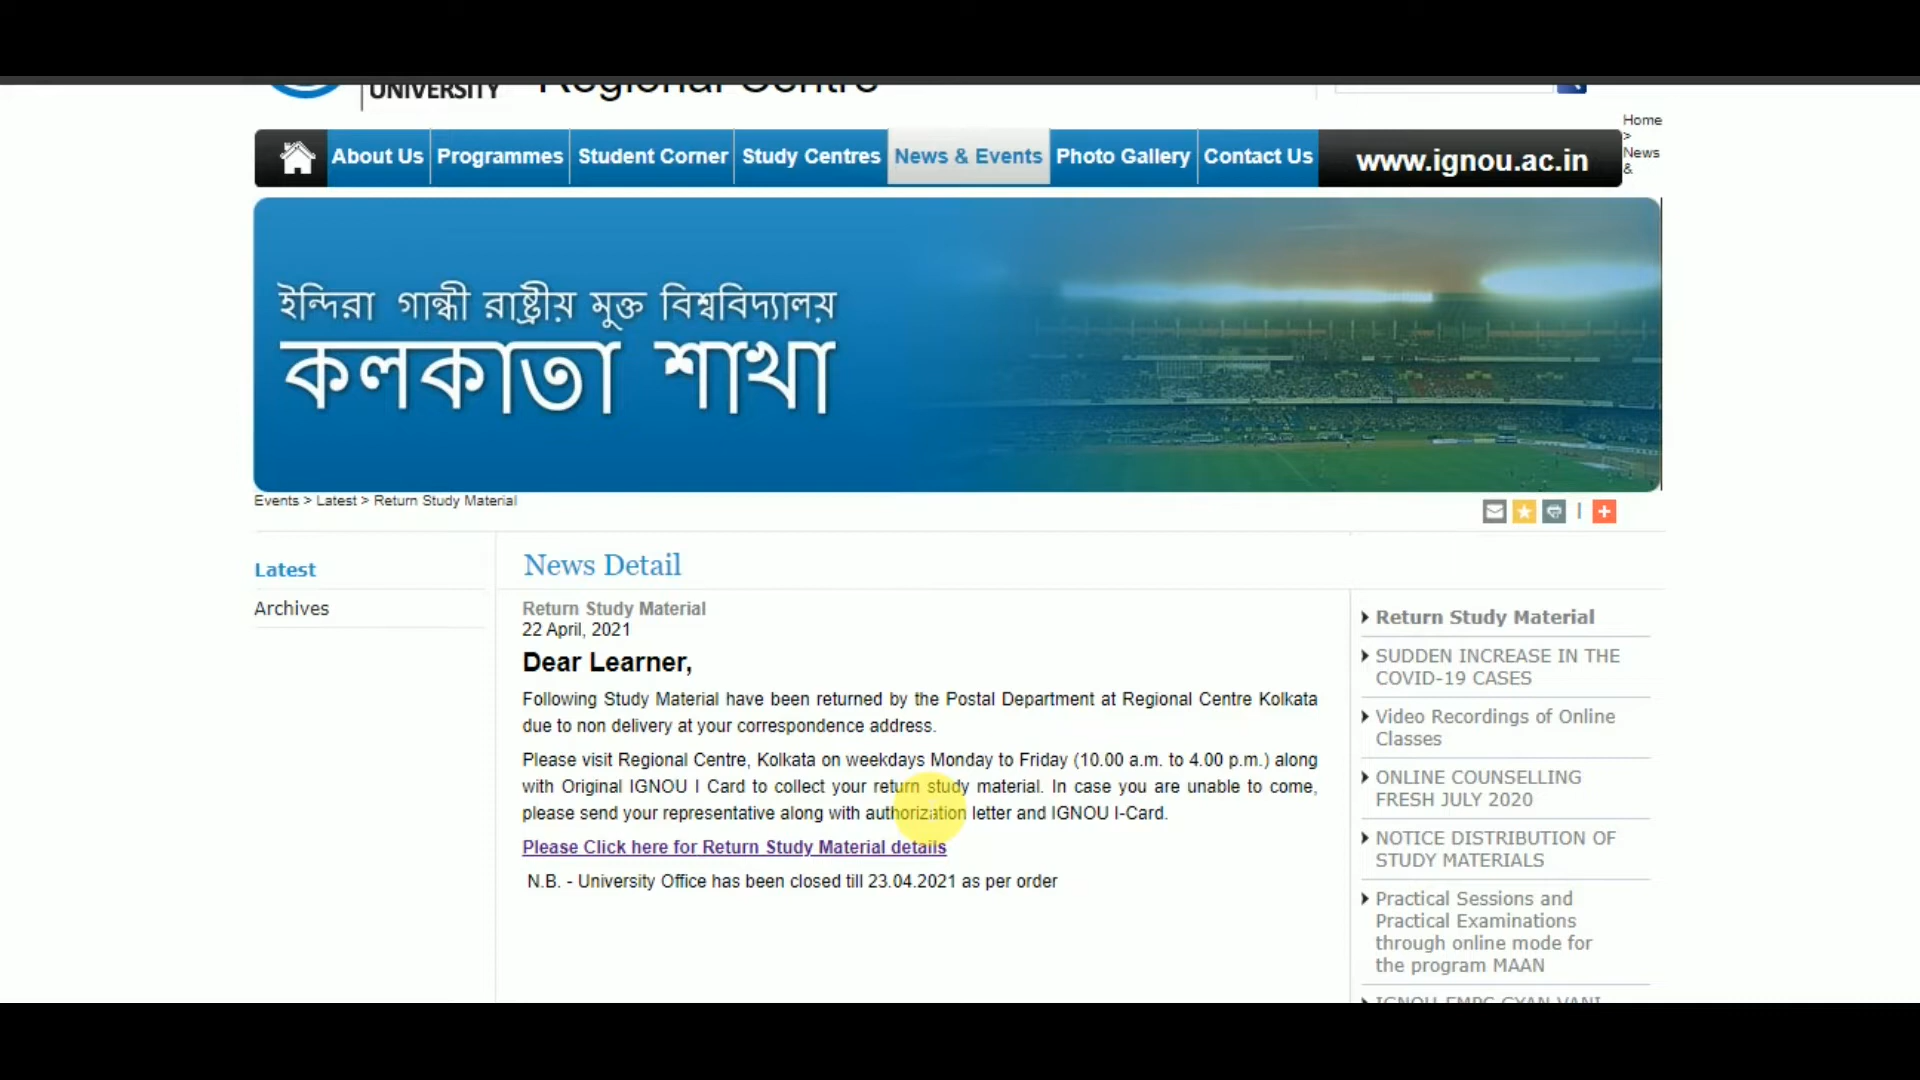 UNIVERSITY Regional Centre
Home
>
News
&
About Us Programmes Student Corner Study Centres News & Events Photo Gallery Contact Us www.ignou.ac.in
ইন্দিরা গান্ধী রাষ্ট্রীয় মুক্ত বিশ্ববিদ্যালয়
কলকাতা শাখা
Events > Latest > Return Study Material
Latest
Archives
News Detail
Return Study Material
22 April, 2021
Dear Learner,
Following Study Material have been returned by the Postal Department at Regional Centre Kolkata
due to non delivery at your correspondence address.
Please visit Regional Centre, Kolkata on weekdays Monday to Friday (10.00 a.m. to 4.00 p.m.) along
with Original IGNOU I Card to collect your return study material. In case you are unable to come,
please send your representative along with authorization letter and IGNOU I-Card.
Please Click here for Return Study Material details
N.B. - University Office has been closed till 23.04.2021 as per order
Return Study Material
SUDDEN INCREASE IN THE
COVID-19 CASES
Video Recordings of Online
Classes
ONLINE COUNSELLING
FRESH JULY 2020
NOTICE DISTRIBUTION OF
STUDY MATERIALS
Practical Sessions and
Practical Examinations
through online mode for
the program MAAN
IGNOU EMPC GYAN VANI